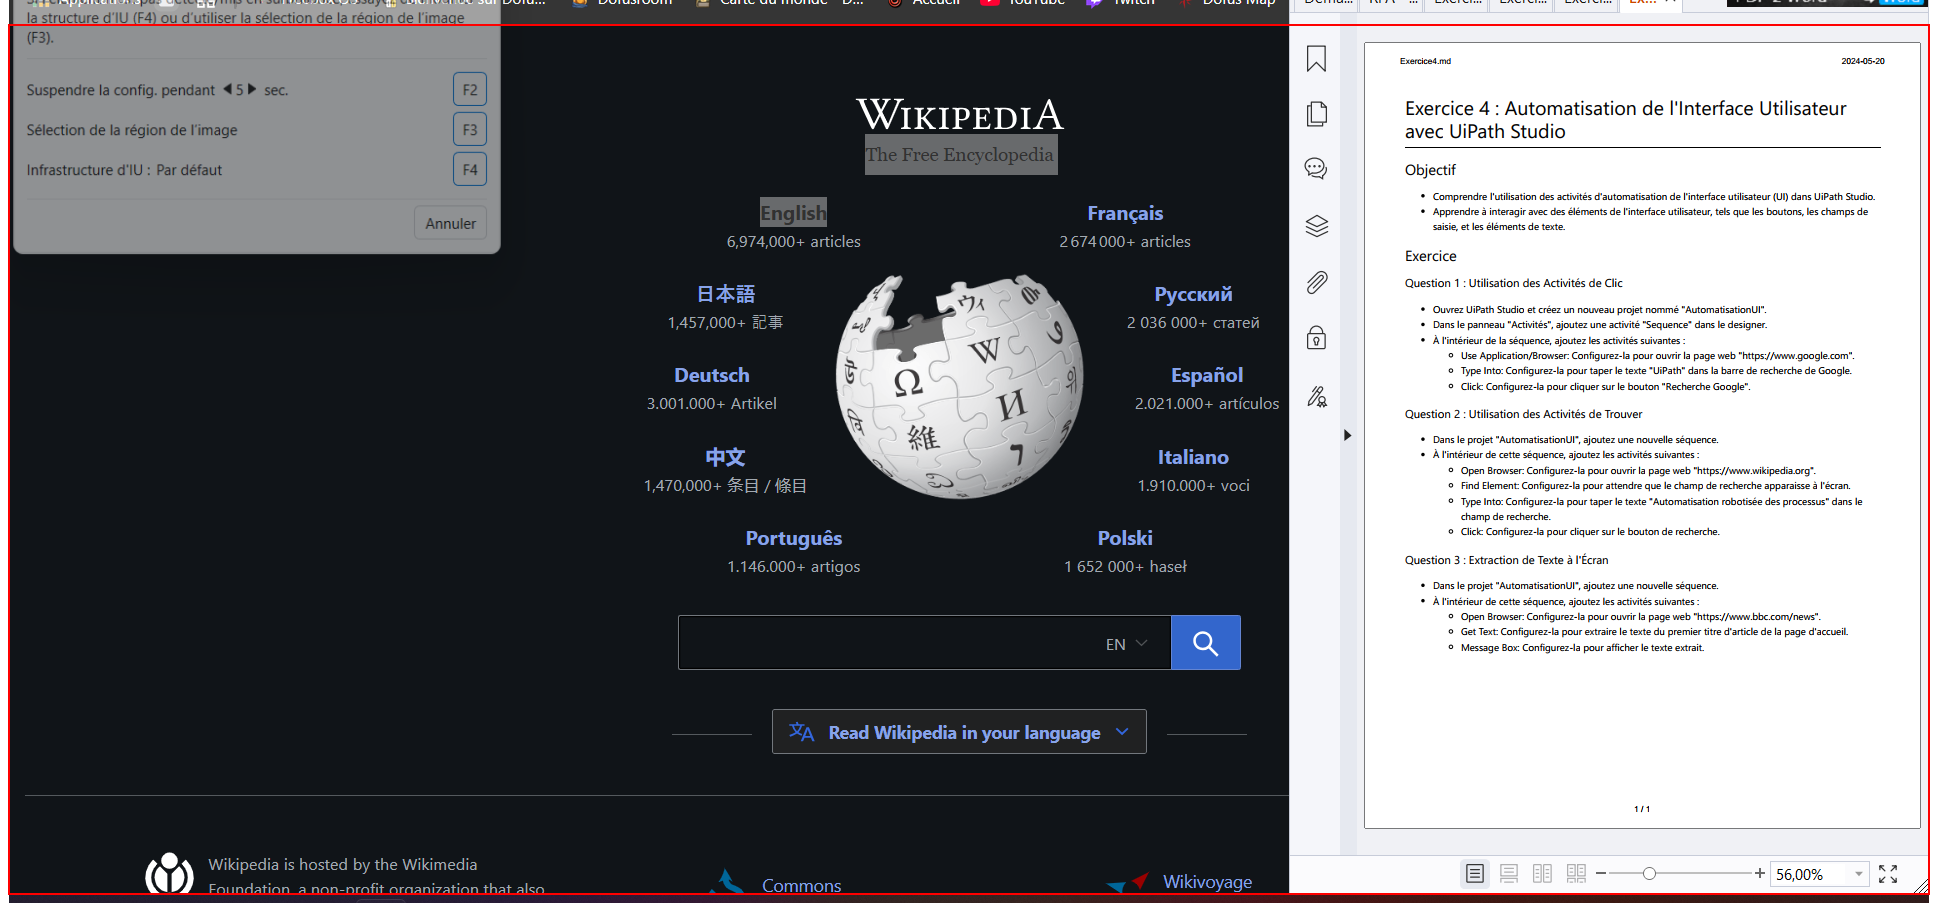 la structure d'IU (F4) ou d'utiliser la sélection de la région de l'image
(F3).
Suspendre la config. pendant 5 sec. F2
Sélection de la région de l'image F3
Infrastructure d'IU : Par défaut F4
Annuler
Applications
Dofusroom
Carte du monde
Accueil
YouTube
Twitch
Dofus Map
WIKIPEDIA
The Free Encyclopedia
English
6,974,000+ articles
Français
2 674 000+ articles
日本語
1,457,000+ 記事
Русский
2 036 000+ статей
Deutsch
3.001.000+ Artikel
Español
2.021.000+ artículos
中文
1,470,000+ 条目 / 條目
Italiano
1.910.000+ voci
Português
1.146.000+ artigos
Polski
1 652 000+ haseł
EN
Read Wikipedia in your language
Wikipedia is hosted by the Wikimedia
Foundation, a non-profit organization that also
Commons
Wikivoyage
Exercice4.md 2024-05-20
Exercice 4 : Automatisation de l'Interface Utilisateur
avec UiPath Studio
Objectif
• Comprendre l'utilisation des activités d'automatisation de l'interface utilisateur (UI) dans UiPath Studio.
• Apprendre à interagir avec des éléments de l'interface utilisateur, tels que les boutons, les champs de
saisie, et les éléments de texte.
Exercice
Question 1 : Utilisation des Activités de Clic
• Ouvrez UiPath Studio et créez un nouveau projet nommé "AutomatisationUI".
• Dans le panneau "Activités", ajoutez une activité "Sequence" dans le designer.
• À l'intérieur de la séquence, ajoutez les activités suivantes :
Use Application/Browser: Configurez-la pour ouvrir la page web "https://www.google.com".
Type Into: Configurez-la pour taper le texte "UiPath" dans la barre de recherche de Google.
Click: Configurez-la pour cliquer sur le bouton "Recherche Google".
Question 2 : Utilisation des Activités de Trouver
• Dans le projet "AutomatisationUI", ajoutez une nouvelle séquence.
• À l'intérieur de cette séquence, ajoutez les activités suivantes :
Open Browser: Configurez-la pour ouvrir la page web "https://www.wikipedia.org".
Find Element: Configurez-la pour attendre que le champ de recherche apparaisse à l'écran.
Type Into: Configurez-la pour taper le texte "Automatisation robotisée des processus" dans le
champ de recherche.
Click: Configurez-la pour cliquer sur le bouton de recherche.
Question 3 : Extraction de Texte à l'Écran
• Dans le projet "AutomatisationUI", ajoutez une nouvelle séquence.
• À l'intérieur de cette séquence, ajoutez les activités suivantes :
Open Browser: Configurez-la pour ouvrir la page web "https://www.bbc.com/news".
Get Text: Configurez-la pour extraire le texte du premier titre d'article de la page d'accueil.
Message Box: Configurez-la pour afficher le texte extrait.
1 / 1
56,00%